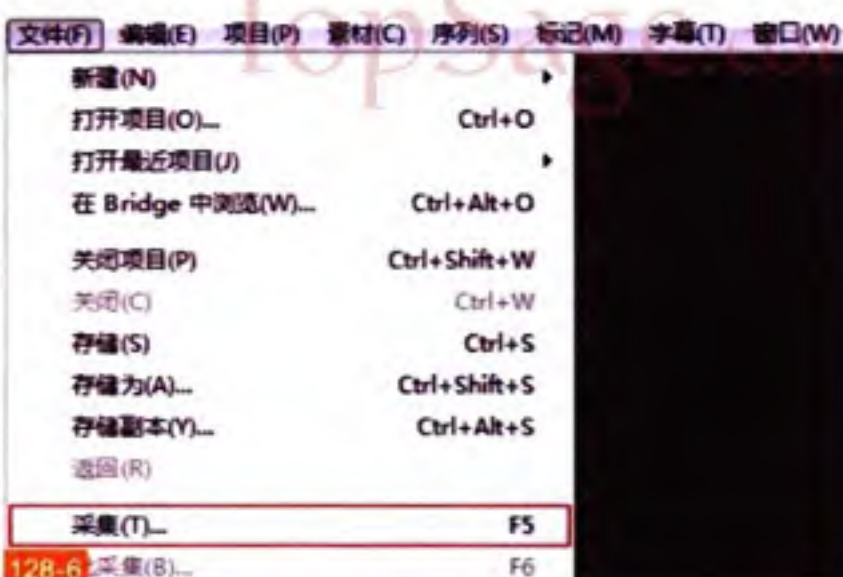 TopSage.com
文件(F) 编辑(E) 项目(P) 素材(C) 序列(S) 标记(M) 字幕(T) 窗口(W)
新建(N)
打开项目(O)... Ctrl+O
打开最近项目(J)
在 Bridge 中浏览(W)... Ctrl+Alt+O
关闭项目(P) Ctrl+Shift+W
关闭(C) Ctrl+W
存储(S) Ctrl+S
存储为(A)... Ctrl+Shift+S
存储副本(Y)... Ctrl+Alt+S
返回(R)
采集(T)... F5
128-6 采集(B)... F6